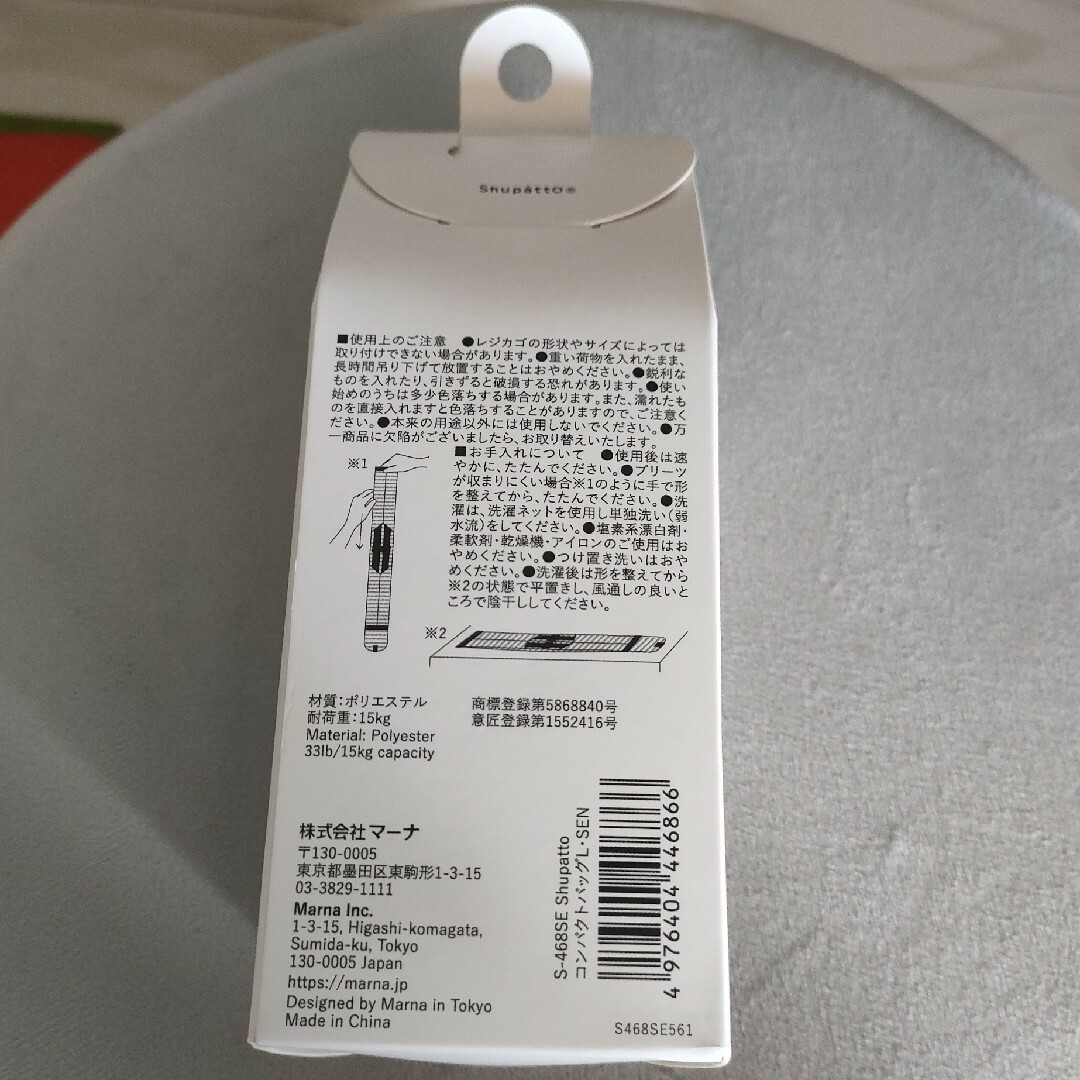 Shupatto®
■使用上のご注意 ●レジカゴの形状やサイズによっては
取り付けできない場合があります。●重い荷物を入れたまま、
長時間吊り下げて放置することはおやめください。●鋭利な
ものを入れたり、引きずると破損する恐れがあります。●使い
始めのうちは多少色落ちする場合があります。また、濡れたも
のを直接入れますと色落ちすることがありますので、ご注意く
ださい。●本来の用途以外には使用しないでください。●万
一商品に欠陥がございましたら、お取り替えいたします。
※1
■お手入れについて ●使用後は速
やかに、たたんでください。●プリーツ
が収まりにくい場合※1のように手で形
を整えてから、たたんでください。●洗
濯は、洗濯ネットを使用し単独洗い(弱
水流)をしてください。●塩素系漂白剤・
柔軟剤・乾燥機・アイロンのご使用はお
やめください。●つけ置き洗いはおや
めください。●洗濯後は形を整えてから
※2の状態で平置きし、風通しの良いと
ころで陰干ししてください。
※2
材質:ポリエステル
耐荷重:15kg
Material: Polyester
33lb/15kg capacity
商標登録第5868840号
意匠登録第1552416号
株式会社マーナ
〒130-0005
東京都墨田区東駒形1-3-15
03-3829-1111
Marna Inc.
1-3-15, Higashi-komagata,
Sumida-ku, Tokyo
130-0005 Japan
https://marna.jp
Designed by Marna in Tokyo
Made in China
S-468SE Shupatto
コンパクトバッグL・SEN
4 976404 446866
S468SE561